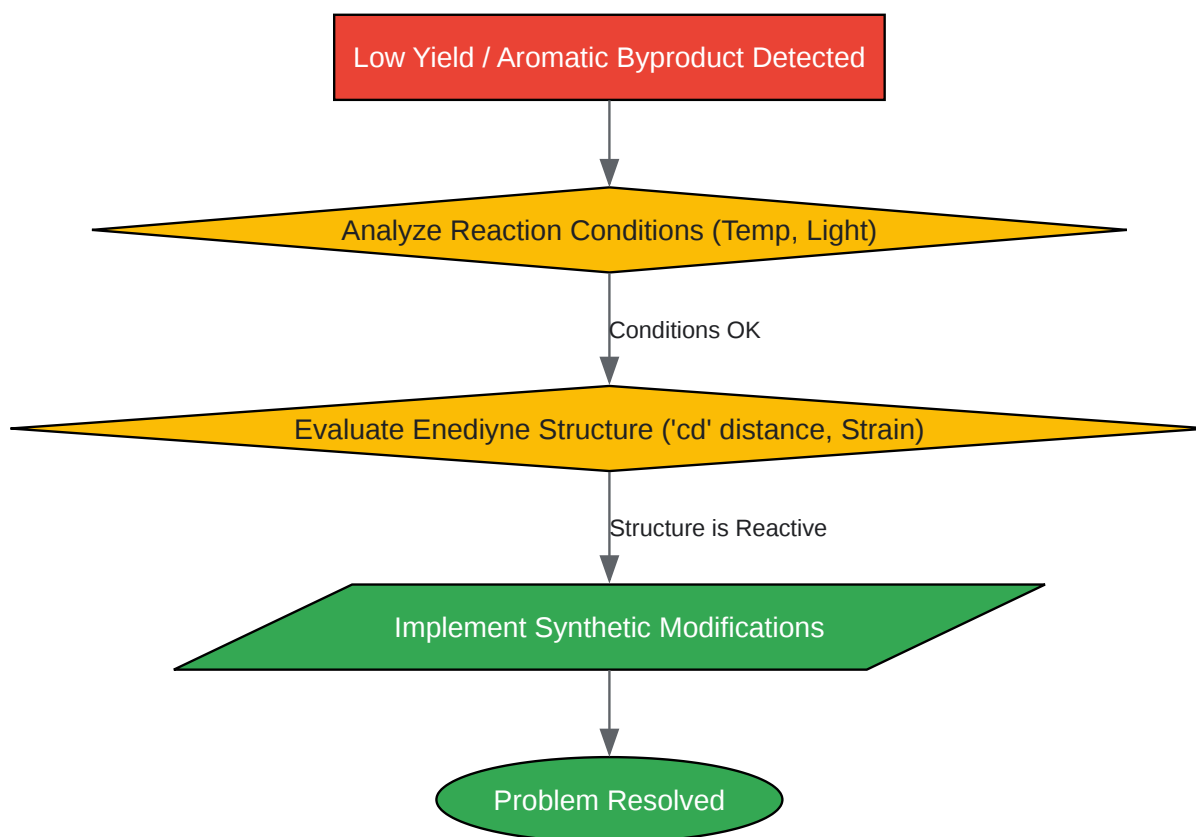 Low Yield / Aromatic Byproduct Detected
Analyze Reaction Conditions (Temp, Light)
Conditions OK
Evaluate Enediyne Structure ('cd' distance, Strain)
Structure is Reactive
Implement Synthetic Modifications
Problem Resolved